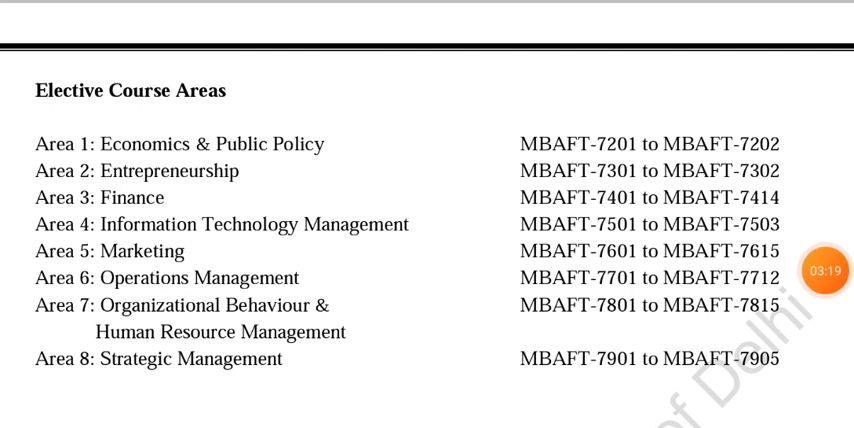 Elective Course Areas
Area 1: Economics & Public Policy MBAFT-7201 to MBAFT-7202
Area 2: Entrepreneurship MBAFT-7301 to MBAFT-7302
Area 3: Finance MBAFT-7401 to MBAFT-7414
Area 4: Information Technology Management MBAFT-7501 to MBAFT-7503
Area 5: Marketing MBAFT-7601 to MBAFT-7615
03:19
Area 6: Operations Management MBAFT-7701 to MBAFT-7712
Area 7: Organizational Behaviour & MBAFT-7801 to MBAFT-7815
Human Resource Management
Area 8: Strategic Management MBAFT-7901 to MBAFT-7905
of Delhi